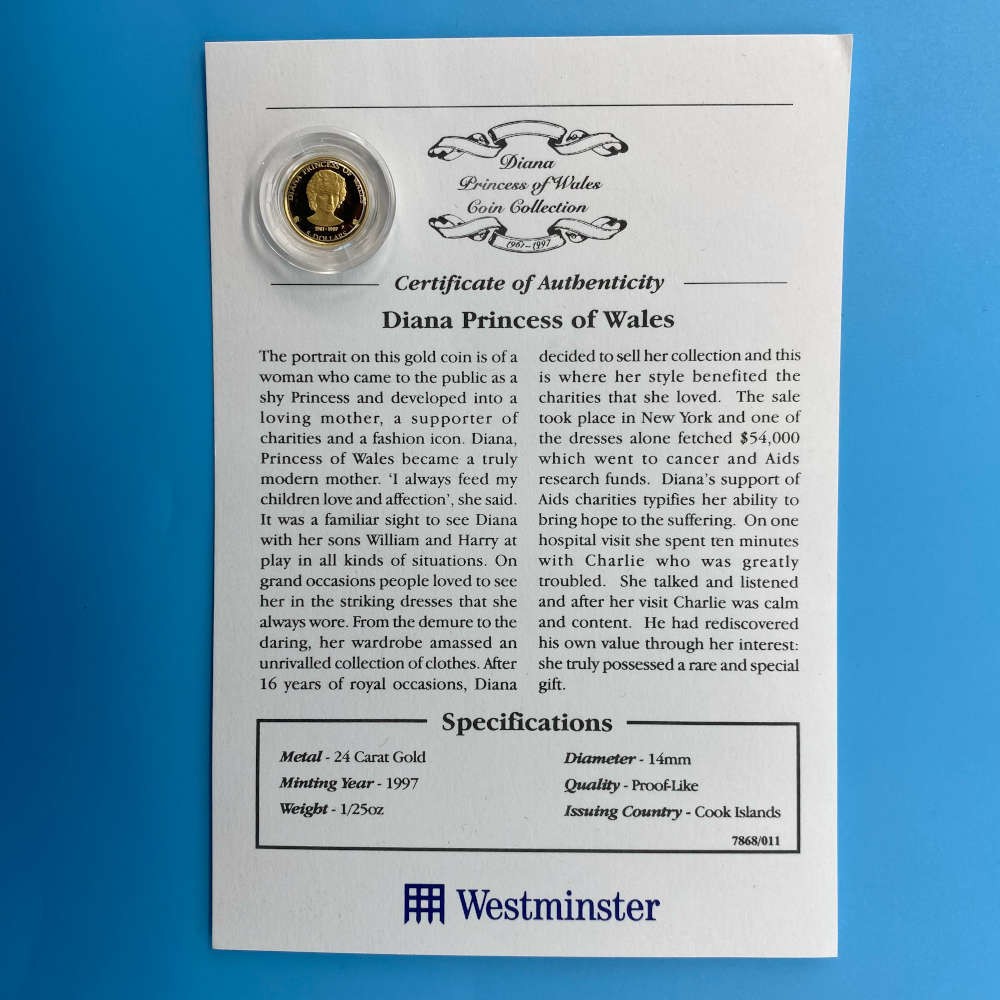 DIANA PRINCESS OF WALES
1961-1997
5 DOLLARS
Diana
Princess of Wales
Coin Collection
1961-1997
Certificate of Authenticity
Diana Princess of Wales
The portrait on this gold coin is of a
woman who came to the public as a
shy Princess and developed into a
loving mother, a supporter of
charities and a fashion icon. Diana,
Princess of Wales became a truly
modern mother. ‘I always feed my
children love and affection’, she said.
It was a familiar sight to see Diana
with her sons William and Harry at
play in all kinds of situations. On
grand occasions people loved to see
her in the striking dresses that she
always wore. From the demure to the
daring, her wardrobe amassed an
unrivalled collection of clothes. After
16 years of royal occasions, Diana
decided to sell her collection and this
is where her style benefited the
charities that she loved. The sale
took place in New York and one of
the dresses alone fetched $54,000
which went to cancer and Aids
research funds. Diana’s support of
Aids charities typifies her ability to
bring hope to the suffering. On one
hospital visit she spent ten minutes
with Charlie who was greatly
troubled. She talked and listened
and after her visit Charlie was calm
and content. He had rediscovered
his own value through her interest:
she truly possessed a rare and special
gift.
Specifications
Metal - 24 Carat Gold
Minting Year - 1997
Weight - 1/25oz
Diameter - 14mm
Quality - Proof-Like
Issuing Country - Cook Islands
7868/011
Westminster